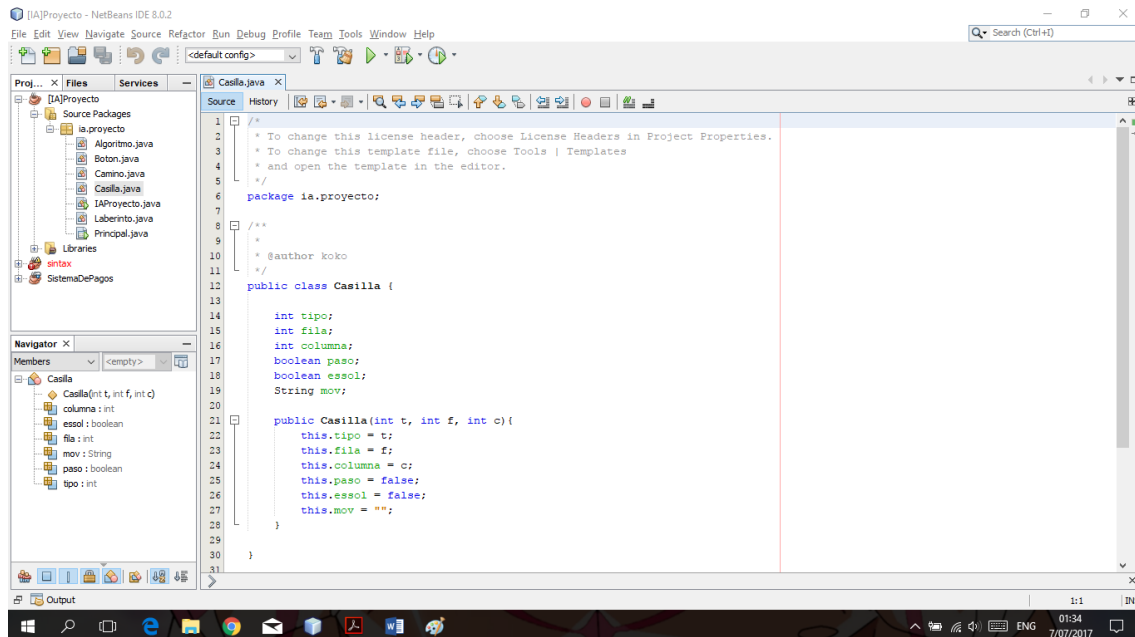 [IA]Proyecto - NetBeans IDE 8.0.2
File Edit View Navigate Source Refactor Run Debug Profile Team Tools Window Help
Search (Ctrl+I)
<default config>
Proj... Files Services
Casilla.java
[IA]Proyecto
Source Packages
ia.proyecto
Algoritmo.java
Boton.java
Camino.java
Casilla.java
IAProyecto.java
Laberinto.java
Principal.java
Libraries
sintax
SistemaDePagos
Navigator
Members <empty>
Casilla
Casilla(int t, int f, int c)
columna : int
essol : boolean
fila : int
mov : String
paso : boolean
tipo : int
Source History
1 /*
2 * To change this license header, choose License Headers in Project Properties.
3 * To change this template file, choose Tools | Templates
4 * and open the template in the editor.
5 */
6 package ia.proyecto;
7
8 /**
9 *
10 * @author koko
11 */
12 public class Casilla {
13
14 int tipo;
15 int fila;
16 int columna;
17 boolean paso;
18 boolean essol;
19 String mov;
20
21 public Casilla(int t, int f, int c){
22 this.tipo = t;
23 this.fila = f;
24 this.columna = c;
25 this.paso = false;
26 this.essol = false;
27 this.mov = "";
28 }
29
30 }
31
Output
1:1 IN
ENG
01:34
7/07/2017